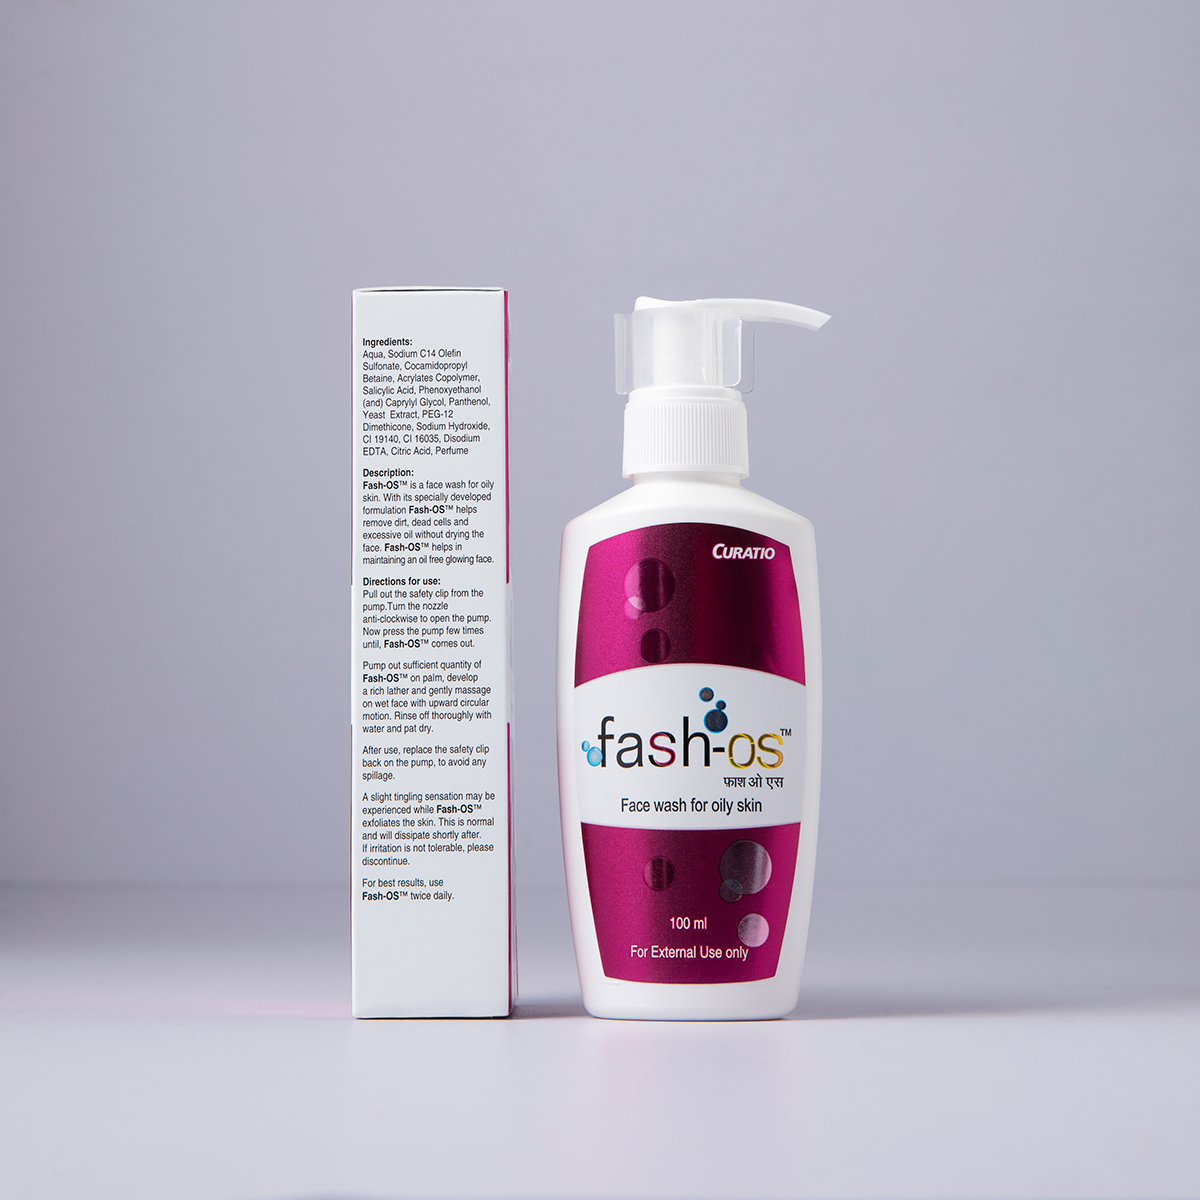 Ingredients:
Aqua, Sodium C14 Olefin
Sulfonate, Cocamidopropyl
Betaine, Acrylates Copolymer,
Salicylic Acid, Phenoxyethanol
(and) Caprylyl Glycol, Panthenol,
Yeast Extract, PEG-12
Dimethicone, Sodium Hydroxide,
CI 19140, CI 16035, Disodium
EDTA, Citric Acid, Perfume
Description:
Fash-OS™ is a face wash for oily
skin. With its specially developed
formulation Fash-OS™ helps
remove dirt, dead cells and
excessive oil without drying the
face. Fash-OS™ helps in
maintaining an oil free glowing face.
Directions for use:
Pull out the safety clip from the
pump.Turn the nozzle
anti-clockwise to open the pump.
Now press the pump few times
until, Fash-OS™ comes out.
Pump out sufficient quantity of
Fash-OS™ on palm, develop
a rich lather and gently massage
on wet face with upward circular
motion. Rinse off thoroughly with
water and pat dry.
After use, replace the safety clip
back on the pump, to avoid any
spillage.
A slight tingling sensation may be
experienced while Fash-OS™
exfoliates the skin. This is normal
and will dissipate shortly after.
If irritation is not tolerable, please
discontinue.
For best results, use
Fash-OS™ twice daily.
CURATIO
fash-os™
फ़ाश ओ एस
Face wash for oily skin
100 ml
For External Use only